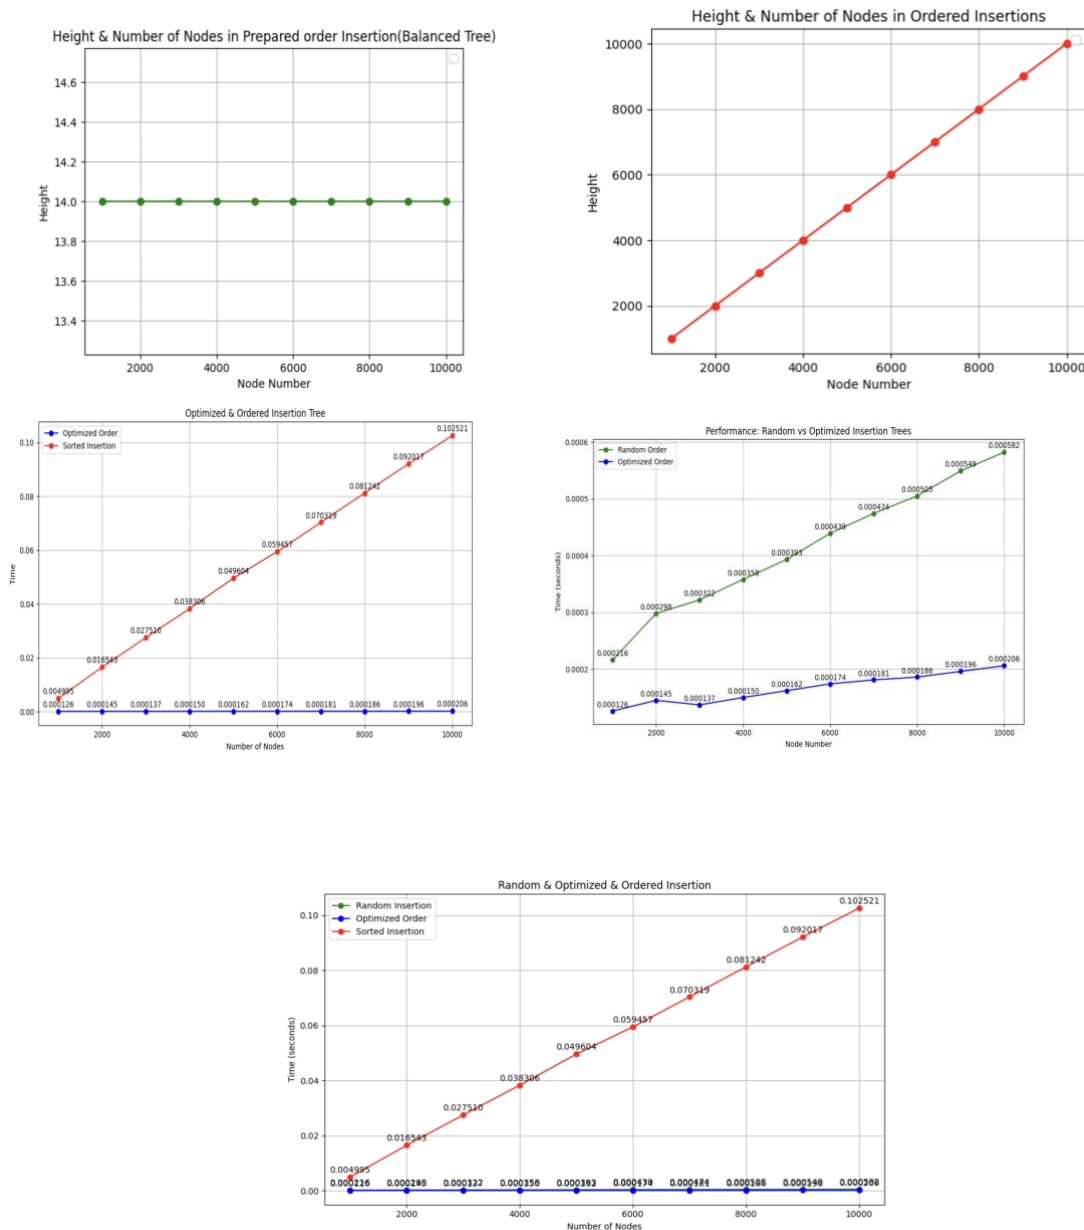 Height & Number of Nodes in Prepared order Insertion(Balanced Tree)
14.6
14.4
14.2
14.0
13.8
13.6
13.4
Height
2000 4000 6000 8000 10000
Node Number
Height & Number of Nodes in Ordered Insertions
10000
8000
6000
4000
2000
Height
2000 4000 6000 8000 10000
Node Number
Optimized & Ordered Insertion Tree
Optimized Order
Sorted Insertion
0.10
0.08
0.06
0.04
0.02
0.00
Time
0.004995 0.016543 0.027510 0.038306 0.049604 0.059457 0.070319 0.081242 0.092017 0.102521
0.000126 0.000145 0.000137 0.000150 0.000162 0.000174 0.000181 0.000186 0.000196 0.000206
2000 4000 6000 8000 10000
Number of Nodes
Performance: Random vs Optimized Insertion Trees
Random Order
Optimized Order
0.0006
0.0005
0.0004
0.0003
0.0002
Time (seconds)
0.000216 0.000298 0.000322 0.000358 0.000393 0.000439 0.000474 0.000505 0.000549 0.000582
0.000126 0.000145 0.000137 0.000150 0.000162 0.000174 0.000181 0.000186 0.000196 0.000206
2000 4000 6000 8000 10000
Node Number
Random & Optimized & Ordered Insertion
Random Insertion
Optimized Order
Sorted Insertion
0.10
0.08
0.06
0.04
0.02
0.00
Time (seconds)
0.004995 0.016543 0.027510 0.038306 0.049604 0.059457 0.070319 0.081242 0.092017 0.102521
2000 4000 6000 8000 10000
Number of Nodes